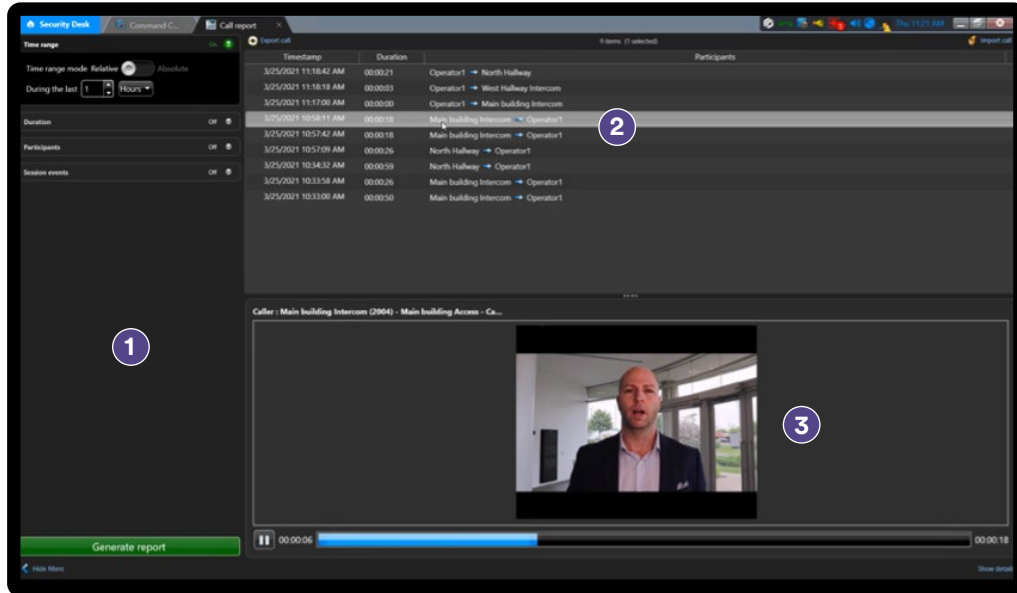 Security Desk
Command C...
Call report
Thu 11:21 AM
Time range
On
Export call
9 items (1 selected)
Import call
Timestamp Duration Participants
Time range mode Relative Absolute
During the last 1 Hours
Duration Off
Participants Off
Session events Off
3/25/2021 11:18:42 AM 00:00:21 Operator1 → North Hallway
3/25/2021 11:18:18 AM 00:00:03 Operator1 → West Hallway Intercom
3/25/2021 11:17:00 AM 00:00:00 Operator1 → Main building Intercom
3/25/2021 10:58:11 AM 00:00:18 Main building Intercom → Operator1
2
3/25/2021 10:57:42 AM 00:00:18 Main building Intercom → Operator1
3/25/2021 10:57:09 AM 00:00:26 North Hallway → Operator1
3/25/2021 10:34:32 AM 00:00:59 North Hallway → Operator1
3/25/2021 10:33:58 AM 00:00:26 Main building Intercom → Operator1
3/25/2021 10:33:00 AM 00:00:50 Main building Intercom → Operator1
Caller : Main building Intercom (2004) - Main building Access - Ca...
1
3
Generate report
00:00:06
00:00:18
Hide filters
Show details